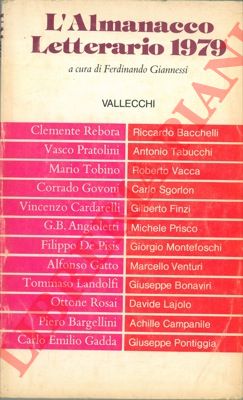 L'Almanacco
Letterario 1979
a cura di Ferdinando Giannessi
VALLECCHI
Clemente Rebora Riccardo Bacchelli
Vasco Pratolini Antonio Tabucchi
Mario Tobino Roberto Vacca
Corrado Govoni Carlo Sgorlon
Vincenzo Cardarelli Gilberto Finzi
G.B. Angioletti Michele Prisco
Filippo De Pisis Giorgio Montefoschi
Alfonso Gatto Marcello Venturi
Tommaso Landolfi Giuseppe Bonaviri
Ottone Rosai Davide Lajolo
Piero Bargellini Achille Campanile
Carlo Emilio Gadda Giuseppe Pontiggia